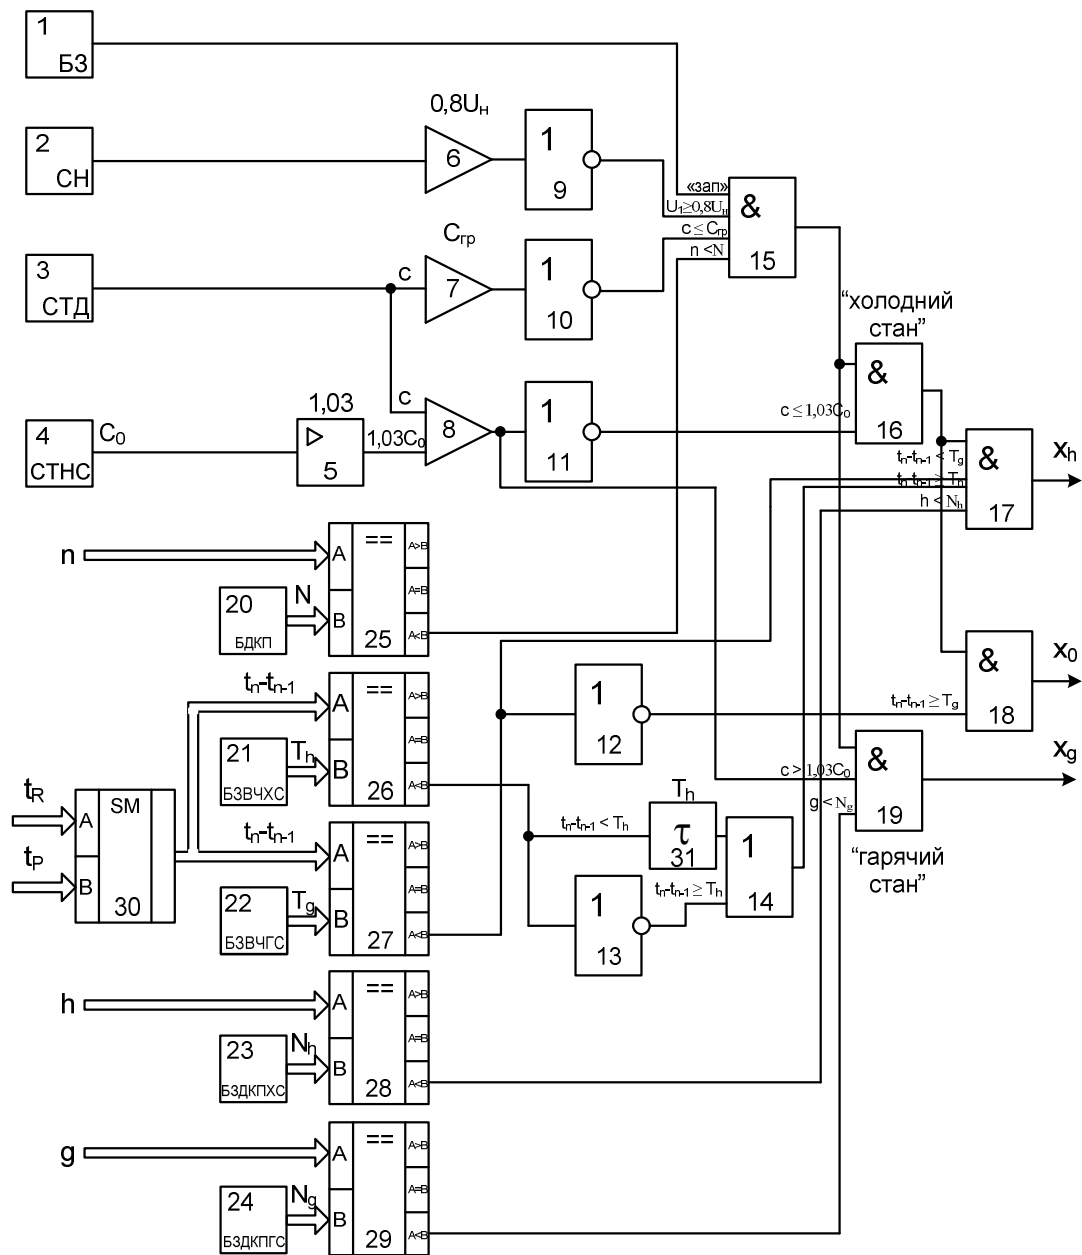 1
БЗ
0,8Uн
2
СН
6
1
9
«зап»
U₁≥0,8Uн
c ≤ Cгр
n <N
&
15
3
СТД
Cгр
c
7
1
10
“холодний
стан”
&
c ≤ 1,03C₀
16
4
СТНС
C₀
1,03
5
c
1,03C₀
8
1
11
tₙ-tₙ₋₁ < Tg
tₙ-tₙ₋₁ ≥ Th
h < Nh
&
17
xh
n
20
БДКП
N
A
B
==
25
A>B
A=B
A<B
tₙ-tₙ₋₁
21
БЗВЧХС
Th
A
B
==
26
A>B
A=B
A<B
1
12
tₙ-tₙ₋₁ ≥ Tg
&
18
x₀
c > 1,03C₀
g < Ng
&
19
xg
“гарячий
стан”
tR
tP
A
B
SM
30
tₙ-tₙ₋₁
22
БЗВЧГС
Tg
A
B
==
27
A>B
A=B
A<B
tₙ-tₙ₋₁ < Th
Th
τ
31
tₙ-tₙ₋₁ ≥ Th
1
14
1
13
h
23
БЗДКПХС
Nh
A
B
==
28
A>B
A=B
A<B
g
24
БЗДКПГС
Ng
A
B
==
29
A>B
A=B
A<B